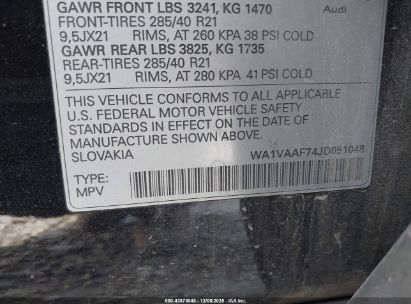 GAWR FRONT LBS 3241, KG 1470
FRONT-TIRES 285/40 R21
9,5JX21 RIMS, AT 260 KPA 38 PSI COLD
Audi
GAWR REAR LBS 3825, KG 1735
REAR-TIRES 285/40 R21
9,5JX21 RIMS, AT 280 KPA 41 PSI COLD
THIS VEHICLE CONFORMS TO ALL APPLICABLE
U.S. FEDERAL MOTOR VEHICLE SAFETY
STANDARDS IN EFFECT ON THE DATE OF
MANUFACTURE SHOWN ABOVE.
SLOVAKIA WA1VAAF74JD051048
TYPE:
MPV